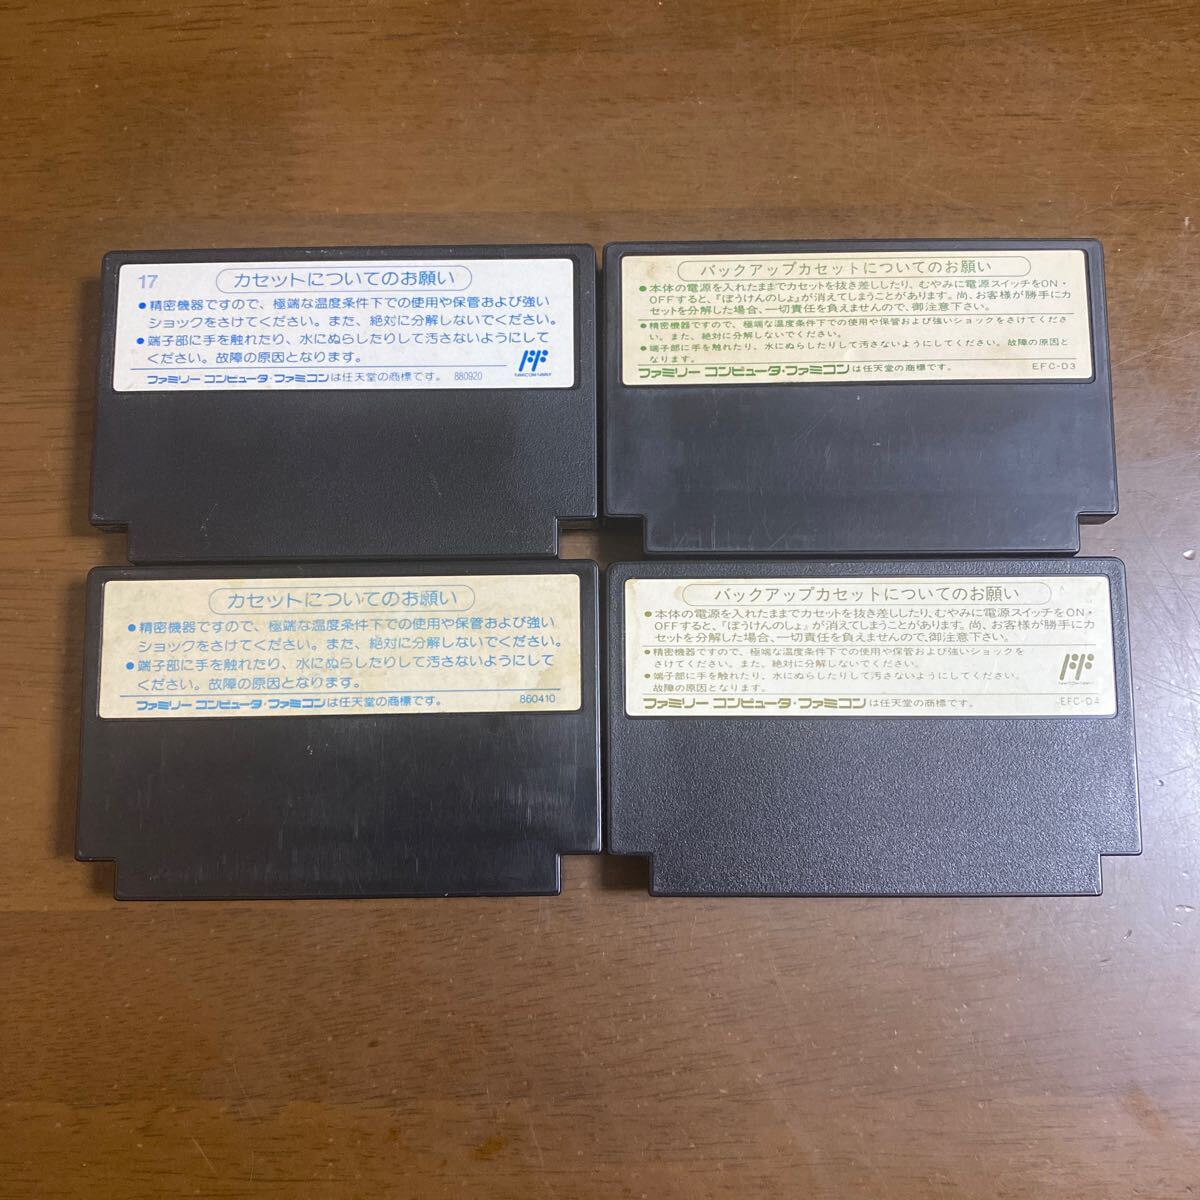 17
カセットについてのお願い
●精密機器ですので、極端な温度条件下での使用や保管および強い
ショックをさけてください。また、絶対に分解しないでください。
●端子部に手を触れたり、水にぬらしたりして汚さないようにして
ください。故障の原因となります。
ファミリー コンピュータ・ファミコンは任天堂の商標です。 880920
バックアップカセットについてのお願い
●本体の電源を入れたままでカセットを抜き差ししたり、むやみに電源スイッチをON・
OFFすると、『ぼうけんのしょ』が消えてしまうことがあります。尚、お客様が勝手にカ
セットを分解した場合、一切責任を負えませんので、御注意下さい。
●精密機器ですので、極端な温度条件下での使用や保管および強いショックをさけてくださ
い。また、絶対に分解しないでください。
●端子部に手を触れたり、水にぬらしたりして汚さないようにしてください。故障の原因と
なります。
ファミリー コンピュータ・ファミコンは任天堂の商標です。 EFC-D3
カセットについてのお願い
●精密機器ですので、極端な温度条件下での使用や保管および強い
ショックをさけてください。また、絶対に分解しないでください。
●端子部に手を触れたり、水にぬらしたりして汚さないようにして
ください。故障の原因となります。
ファミリー コンピュータ・ファミコンは任天堂の商標です。 860410
バックアップカセットについてのお願い
●本体の電源を入れたままでカセットを抜き差ししたり、むやみに電源スイッチをON・
OFFすると、『ぼうけんのしょ』が消えてしまうことがあります。尚、お客様が勝手にカ
セットを分解した場合、一切責任を負えませんので、御注意下さい。
●精密機器ですので、極端な温度条件下での使用や保管および強いショックを
さけてください。また、絶対に分解しないでください。
●端子部に手を触れたり、水にぬらしたりして汚さないようにしてください。
故障の原因となります。
ファミリー コンピュータ・ファミコンは任天堂の商標です。 EFC-D4